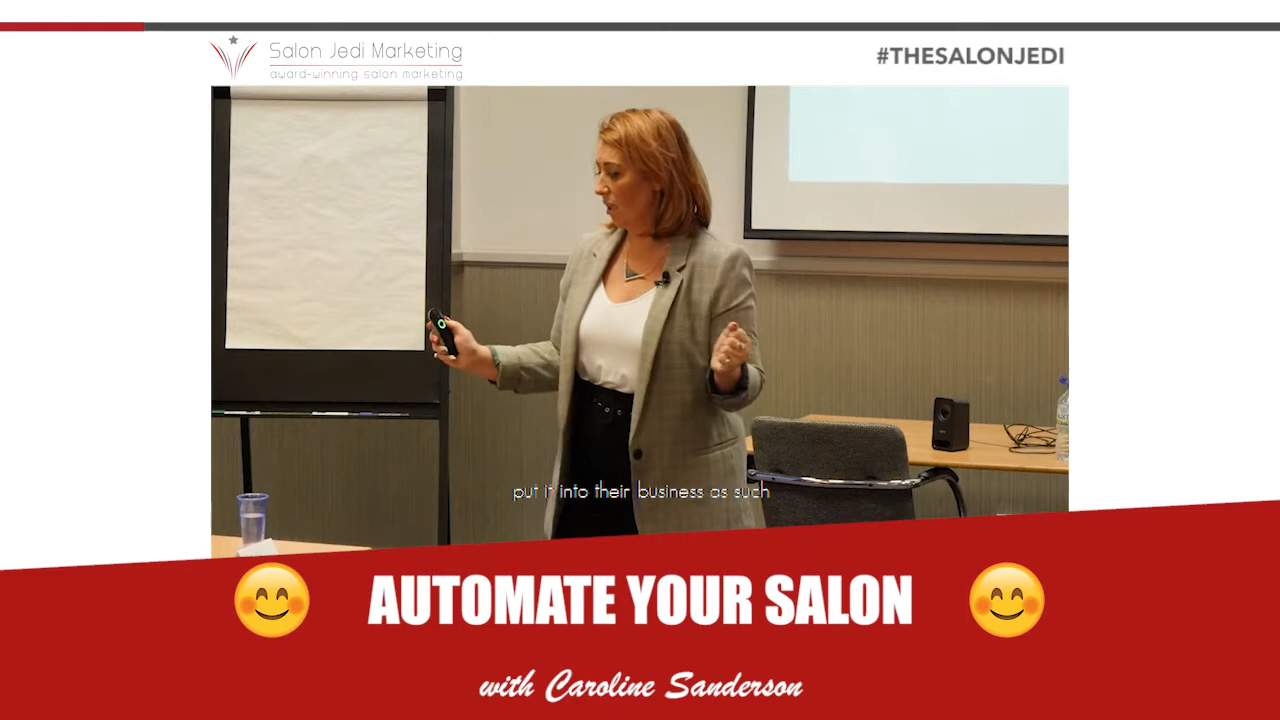 Salon Jedi Marketing
award-winning salon marketing
#THESALONJEDI
put it into their business as such
AUTOMATE YOUR SALON
with Caroline Sanderson